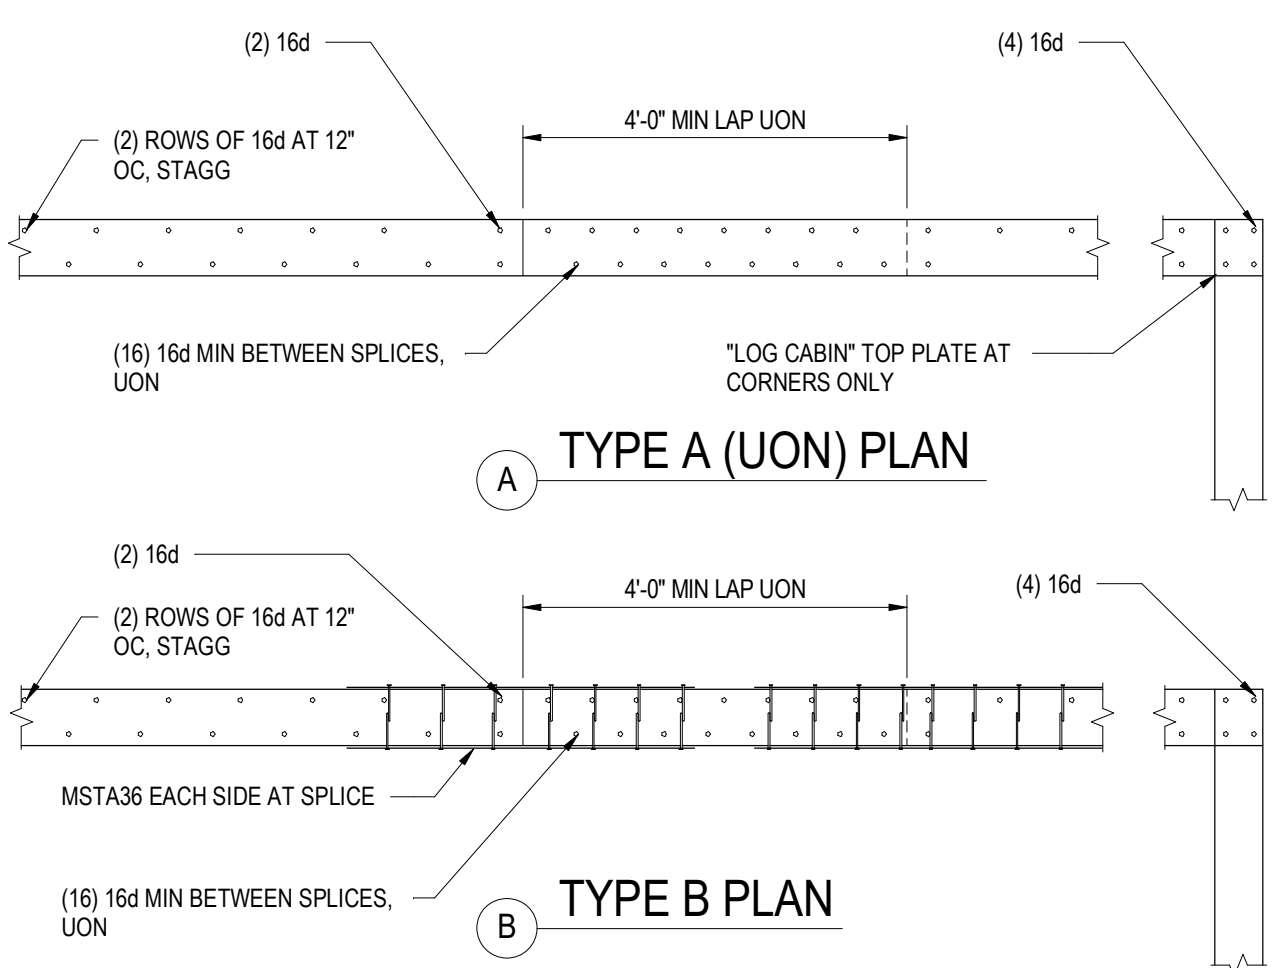 (2) 16d
(4) 16d
(2) ROWS OF 16d AT 12"
OC, STAGG
4'-0" MIN LAP UON
(16) 16d MIN BETWEEN SPLICES,
UON
"LOG CABIN" TOP PLATE AT
CORNERS ONLY
A
TYPE A (UON) PLAN
(2) 16d
(2) ROWS OF 16d AT 12"
OC, STAGG
4'-0" MIN LAP UON
(4) 16d
MSTA36 EACH SIDE AT SPLICE
(16) 16d MIN BETWEEN SPLICES,
UON
B
TYPE B PLAN